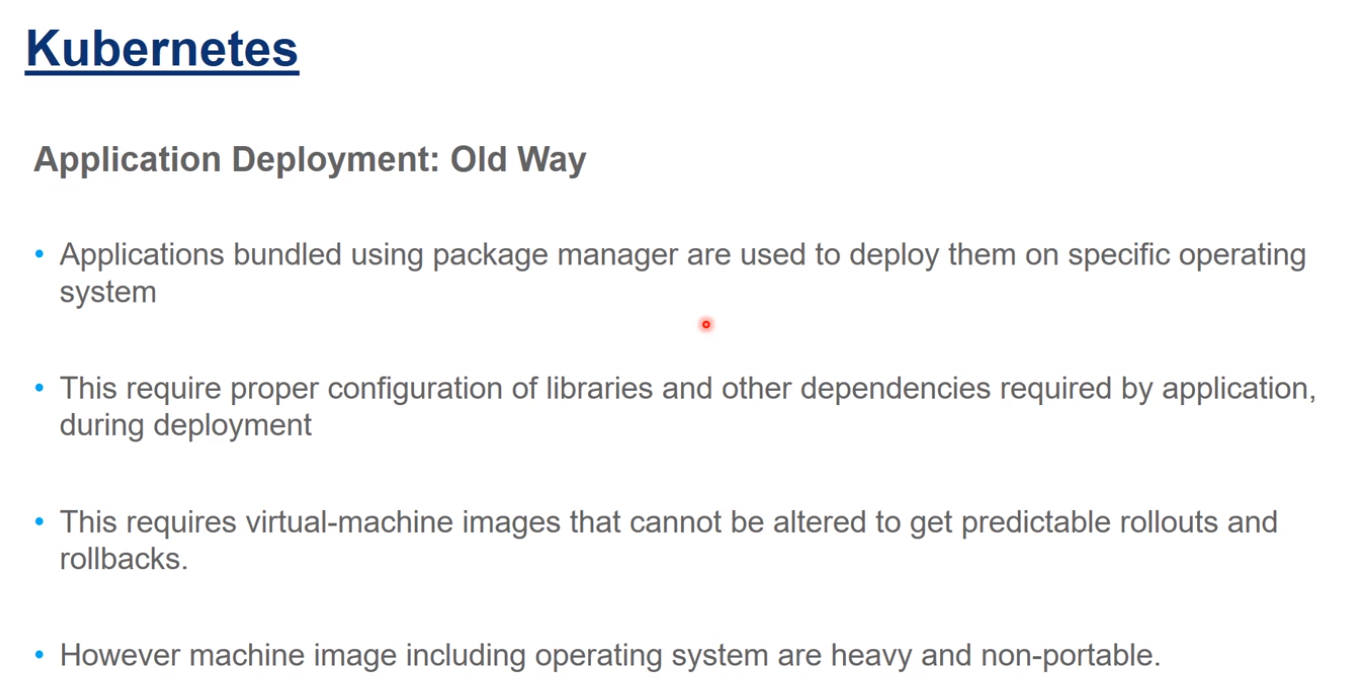 Kubernetes
Application Deployment: Old Way
• Applications bundled using package manager are used to deploy them on specific operating
system
• This require proper configuration of libraries and other dependencies required by application,
during deployment
• This requires virtual-machine images that cannot be altered to get predictable rollouts and
rollbacks.
• However machine image including operating system are heavy and non-portable.